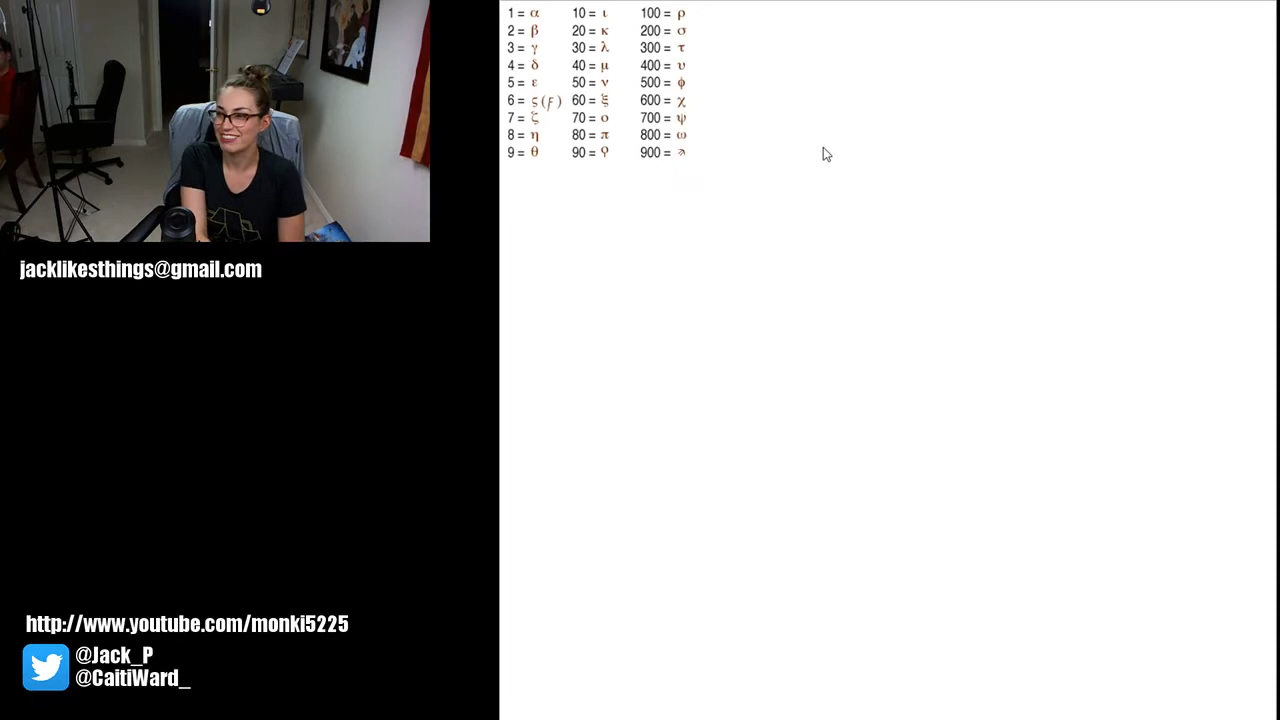 1 = α 10 = ι 100 = ρ
2 = β 20 = κ 200 = σ
3 = γ 30 = λ 300 = τ
4 = δ 40 = μ 400 = υ
5 = ε 50 = ν 500 = ϕ
6 = ς (ϝ) 60 = ξ 600 = χ
7 = ζ 70 = ο 700 = ψ
8 = η 80 = π 800 = ω
9 = θ 90 = ϙ 900 = ϡ
jacklikesthings@gmail.com
http://www.youtube.com/monki5225
@Jack_P
@CaitiWard_